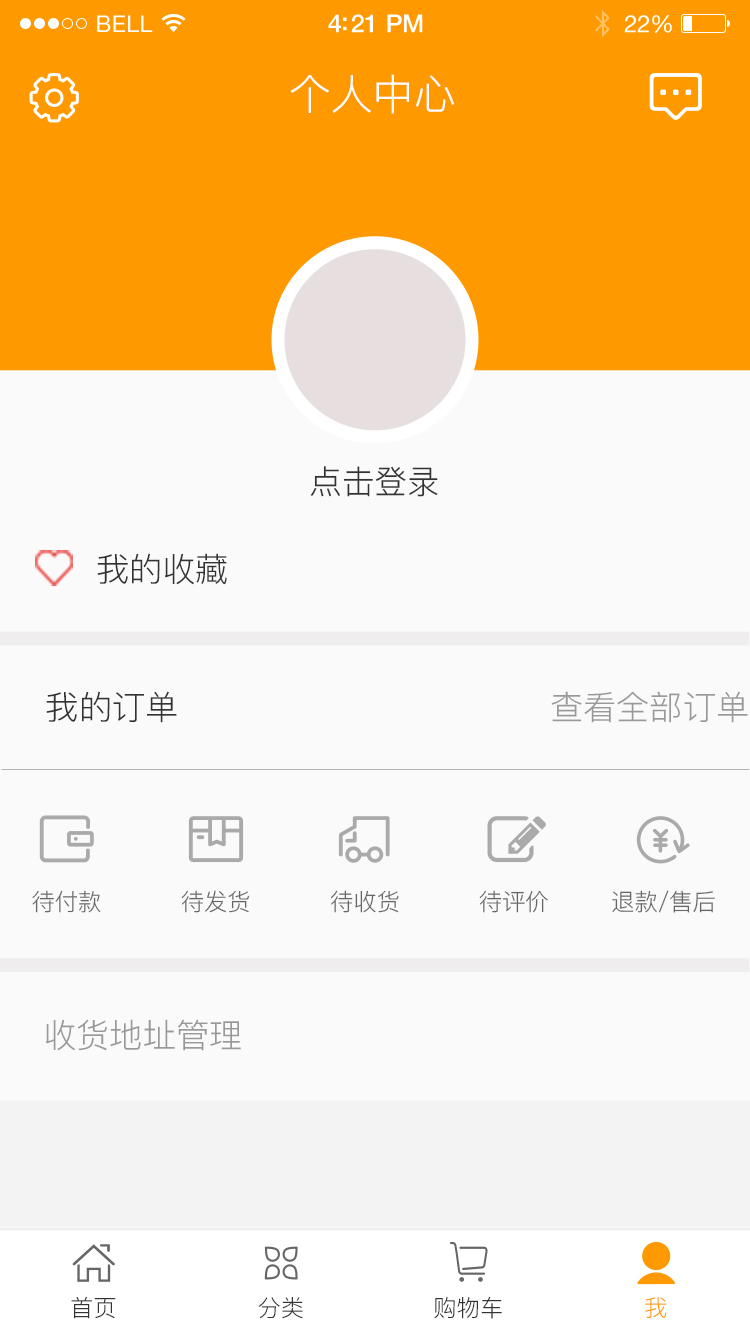 BELL 4:21 PM 22%
个人中心
点击登录
我的收藏
我的订单 查看全部订单
待付款 待发货 待收货 待评价 退款/售后
收货地址管理
首页 分类 购物车 我